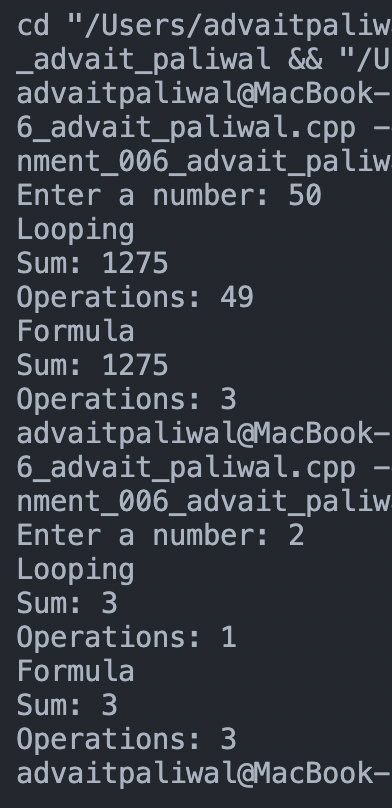 cd "/Users/advaitpaliw
_advait_paliwal && "/U
advaitpaliwal@MacBook-
6_advait_paliwal.cpp -
nment_006_advait_paliw
Enter a number: 50
Looping
Sum: 1275
Operations: 49
Formula
Sum: 1275
Operations: 3
advaitpaliwal@MacBook-
6_advait_paliwal.cpp -
nment_006_advait_paliw
Enter a number: 2
Looping
Sum: 3
Operations: 1
Formula
Sum: 3
Operations: 3
advaitpaliwal@MacBook-